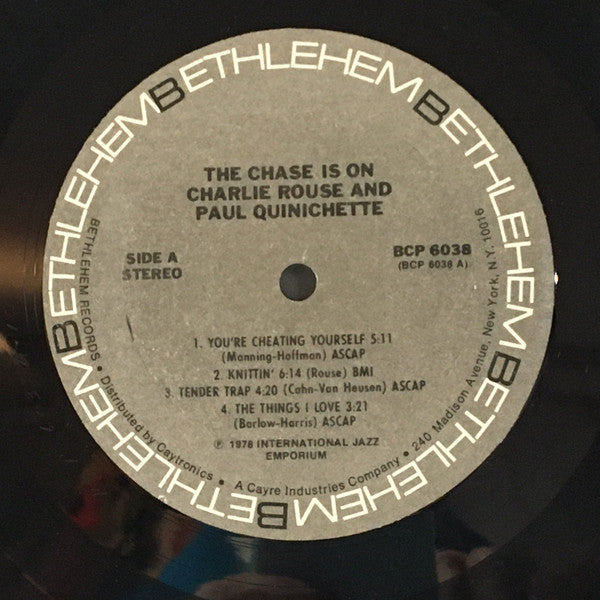 BETHLEHEM BETHLEHEM BETHLEHEM BETHLEHEM BETHLEHEM BETHLEHEM
THE CHASE IS ON
CHARLIE ROUSE AND
PAUL QUINICHETTE
SIDE A
STEREO
BCP 6038
(BCP 6038 A)
1. YOU'RE CHEATING YOURSELF 5:11
(Manning-Hoffman) ASCAP
2. KNITTIN' 6:14 (Rouse) BMI
3. TENDER TRAP 4:20 (Cahn-Van Heusen) ASCAP
4. THE THINGS I LOVE 3:21
(Barlow-Harris) ASCAP
℗ 1978 INTERNATIONAL JAZZ
EMPORIUM
BETHLEHEM RECORDS • Distributed by Caytronics • A Cayre Industries Company • 240 Madison Avenue, New York, N.Y. 10016